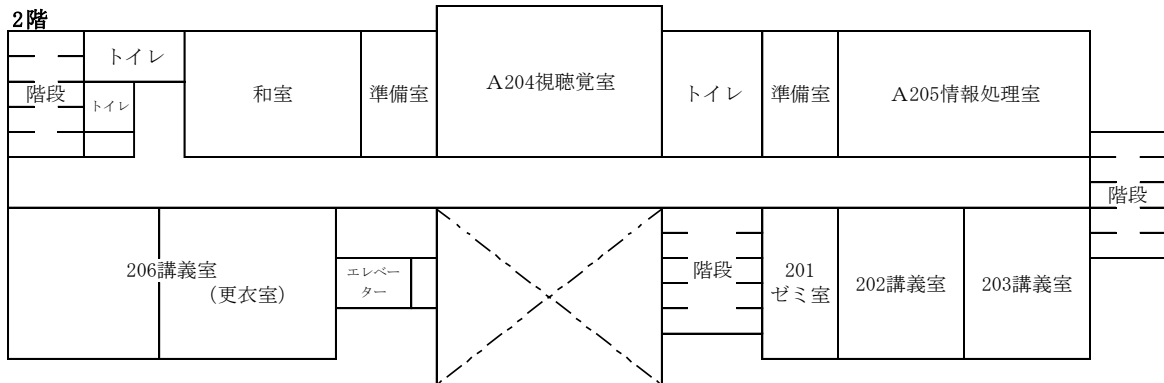 2階
トイレ
階段
トイレ
和室
準備室
A204視聴覚室
トイレ
準備室
A205情報処理室
階段
206講義室
(更衣室)
エレベー
ター
階段
201
ゼミ室
202講義室
203講義室